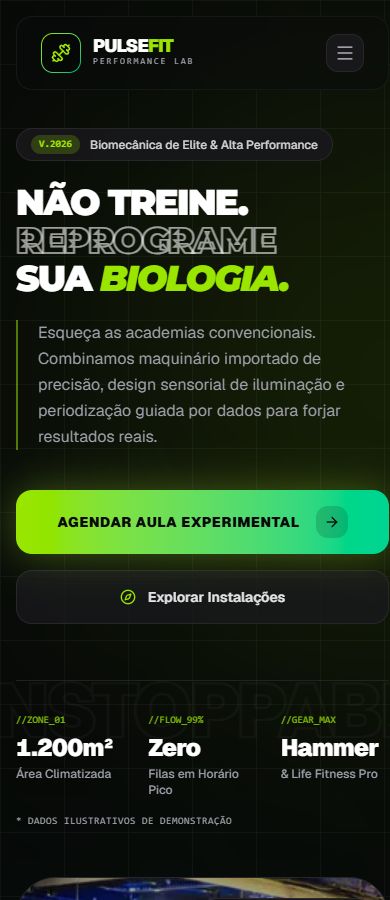 PULSEFIT
PERFORMANCE LAB
V.2026 Biomecânica de Elite & Alta Performance
NÃO TREINE.
REPROGRAME
SUA BIOLOGIA.
Esqueça as academias convencionais.
Combinamos maquinário importado de
precisão, design sensorial de iluminação e
periodização guiada por dados para forjar
resultados reais.
AGENDAR AULA EXPERIMENTAL
Explorar Instalações
NSTOPPAB
//ZONE_01 //FLOW_99% //GEAR_MAX
1.200m² Zero Hammer
Área Climatizada Filas em Horário & Life Fitness Pro
Pico
* DADOS ILUSTRATIVOS DE DEMONSTRAÇÃO